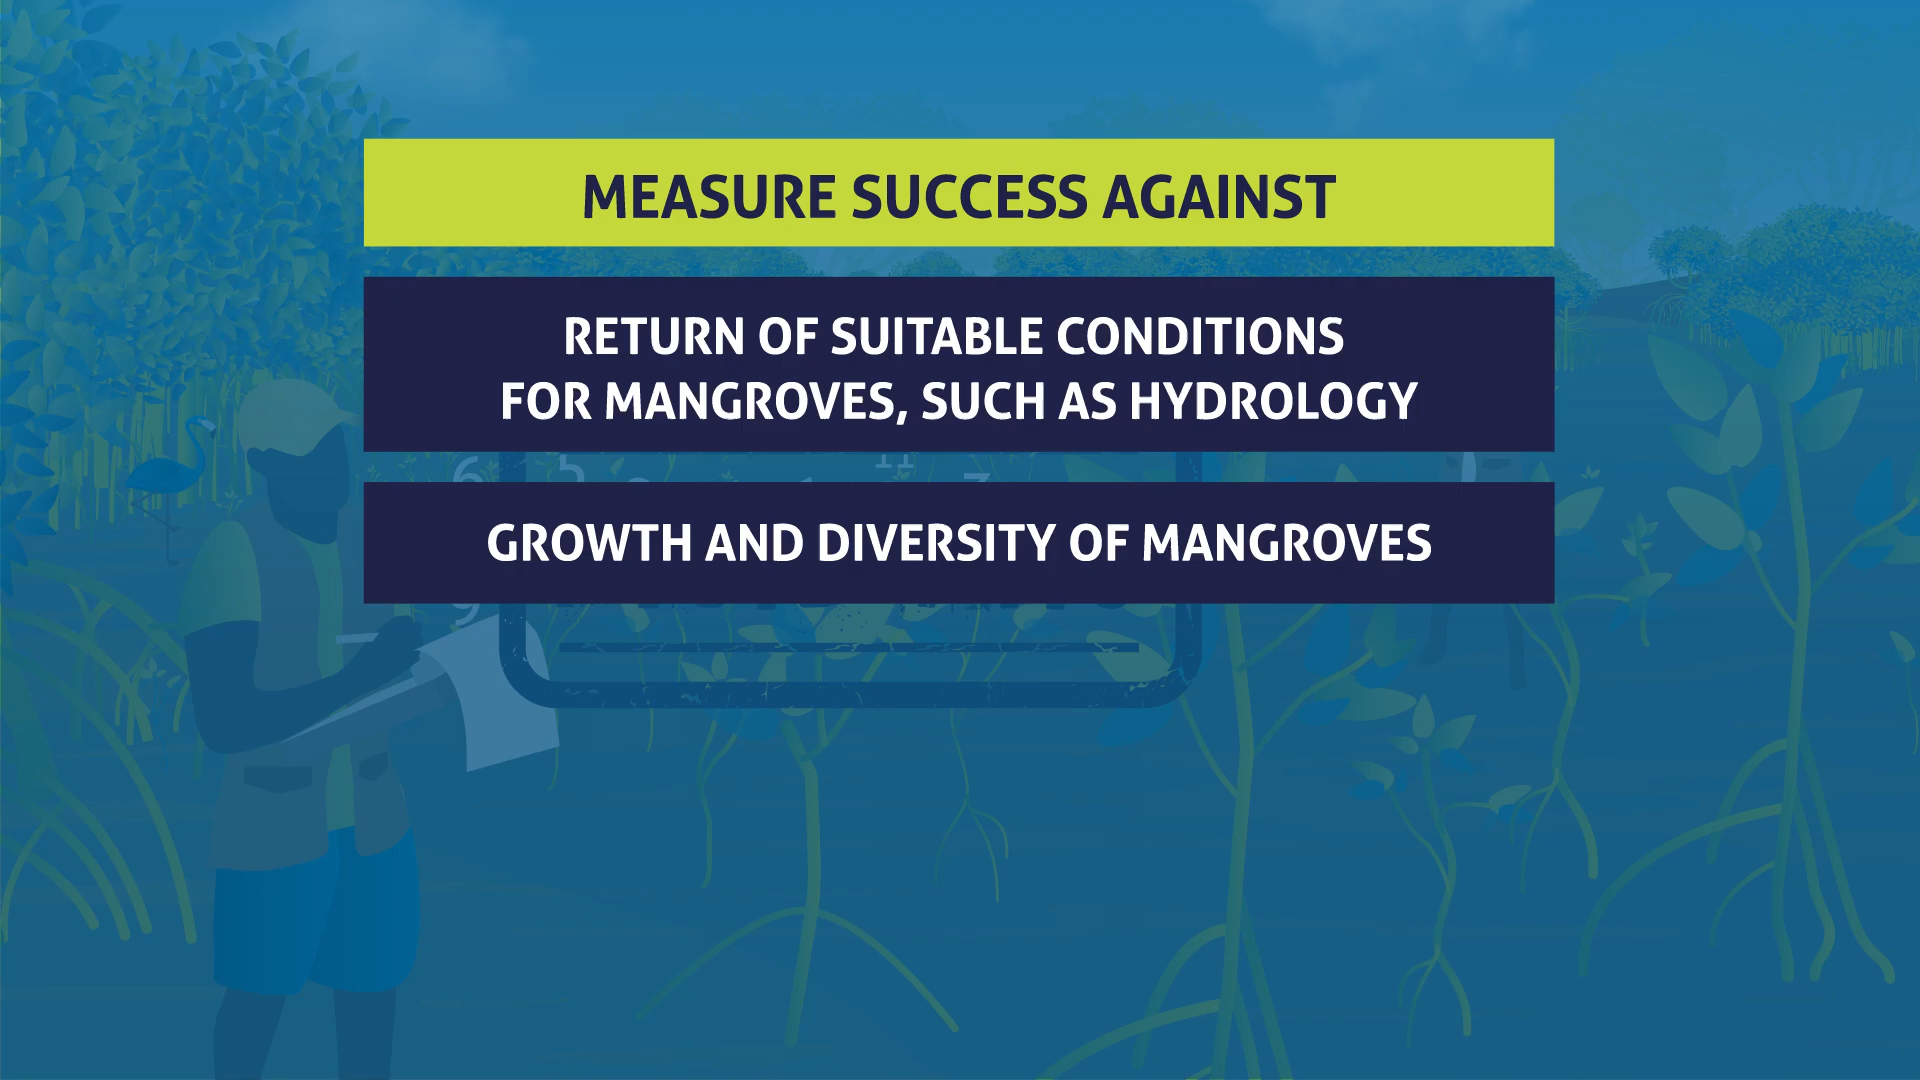 MEASURE SUCCESS AGAINST
RETURN OF SUITABLE CONDITIONS
FOR MANGROVES, SUCH AS HYDROLOGY
GROWTH AND DIVERSITY OF MANGROVES